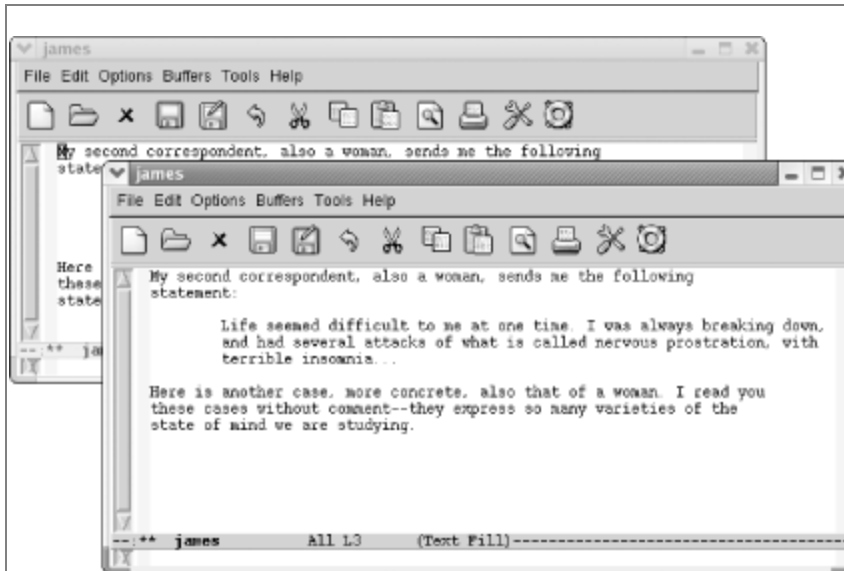 james
File Edit Options Buffers Tools Help
My second correspondent, also a woman, sends me the following
state
Here
these
state
--:** ja
james
File Edit Options Buffers Tools Help
My second correspondent, also a woman, sends me the following
statement:
Life seemed difficult to me at one time. I was always breaking down,
and had several attacks of what is called nervous prostration, with
terrible insomnia...
Here is another case, more concrete, also that of a woman. I read you
these cases without comment--they express so many varieties of the
state of mind we are studying.
--:** james All L3 (Text Fill)-------------------------------------